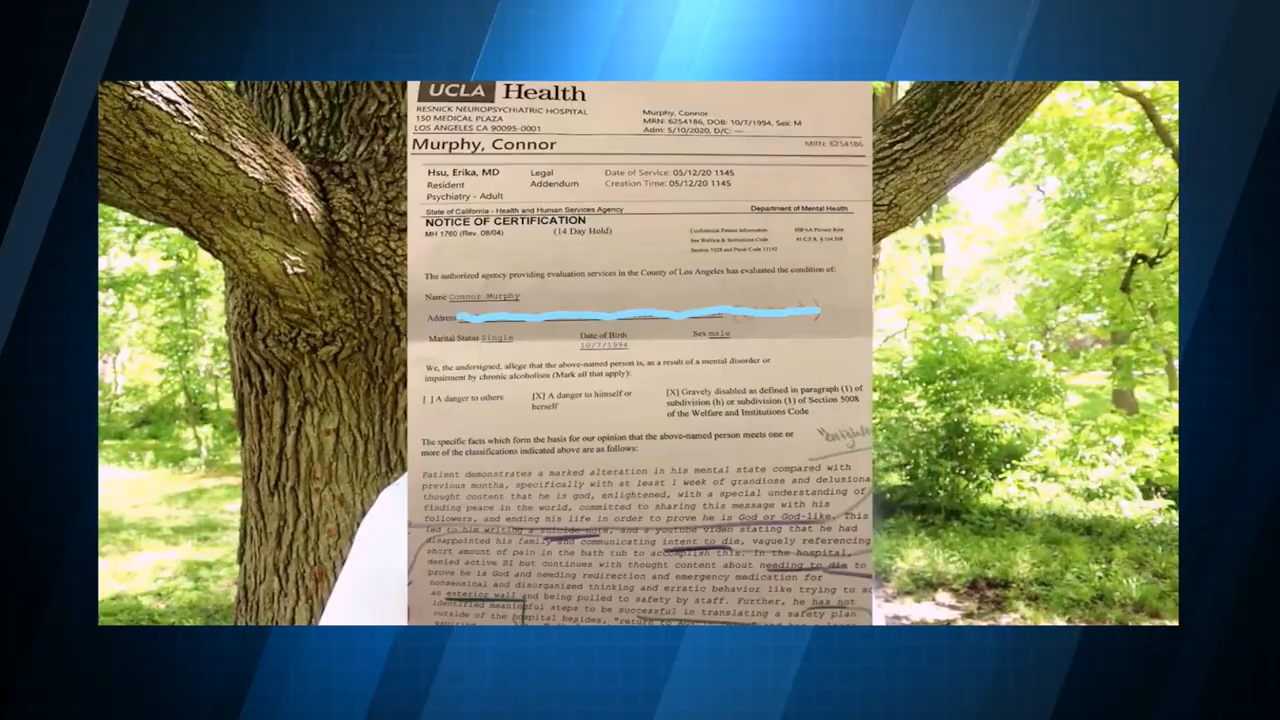 UCLA Health
RESNICK NEUROPSYCHIATRIC HOSPITAL
150 MEDICAL PLAZA
LOS ANGELES CA 90095-0001
Murphy, Connor
MRN: 6254186, DOB: 10/7/1994, Sex: M
Adm: 5/10/2020, D/C: —
Murphy, Connor
MRN: 6254186
Hsu, Erika, MD
Resident
Psychiatry - Adult
Legal
Addendum
Date of Service: 05/12/20 1145
Creation Time: 05/12/20 1145
State of California - Health and Human Services Agency
Department of Mental Health
NOTICE OF CERTIFICATION
MH 1760 (Rev. 08/04)
(14 Day Hold)
Confidential Patient Information
See Welfare & Institutions Code
HIPAA Privacy Rule
The authorized agency providing evaluation services in the County of Los Angeles has evaluated the condition of:
Name Connor Murphy
Address
Marital Status Single
Date of Birth
10/7/1994
Sex male
We, the undersigned, allege that the above-named person is, as a result of a mental disorder or
impairment by chronic alcoholism (Mark all that apply):
[ ] A danger to others
[X] A danger to himself or
herself
[X] Gravely disabled as defined in paragraph (1) of
subdivision (h) or subdivision (1) of Section 5008
of the Welfare and Institutions Code
The specific facts which form the basis for our opinion that the above-named person meets one or
more of the classifications indicated above are as follows:
Patient demonstrates a marked alteration in his mental state compared with
previous months, specifically with at least 1 week of grandiose and delusiona
thought content that he is god, enlightened, with a special understanding of
finding peace in the world, committed to sharing this message with his
followers, and ending his life in order to prove he is God or God-like. This
led to him writing a suicide note, and a youtube video stating that he had
disappointed his family and communicating intent to die, vaguely referencing
short amount of pain in the bath tub to accomplish this. In the hospital,
denied active SI but continues with thought content about needing to die to
prove he is God and needing redirection and emergency medication for
nonsensical and disorganized thinking and erratic behavior like trying to
an exterior wall and being pulled to safety by staff. Further, he has not
identified meaningful steps to be successful in translating a safety plan
outside of the hospital besides, "return to